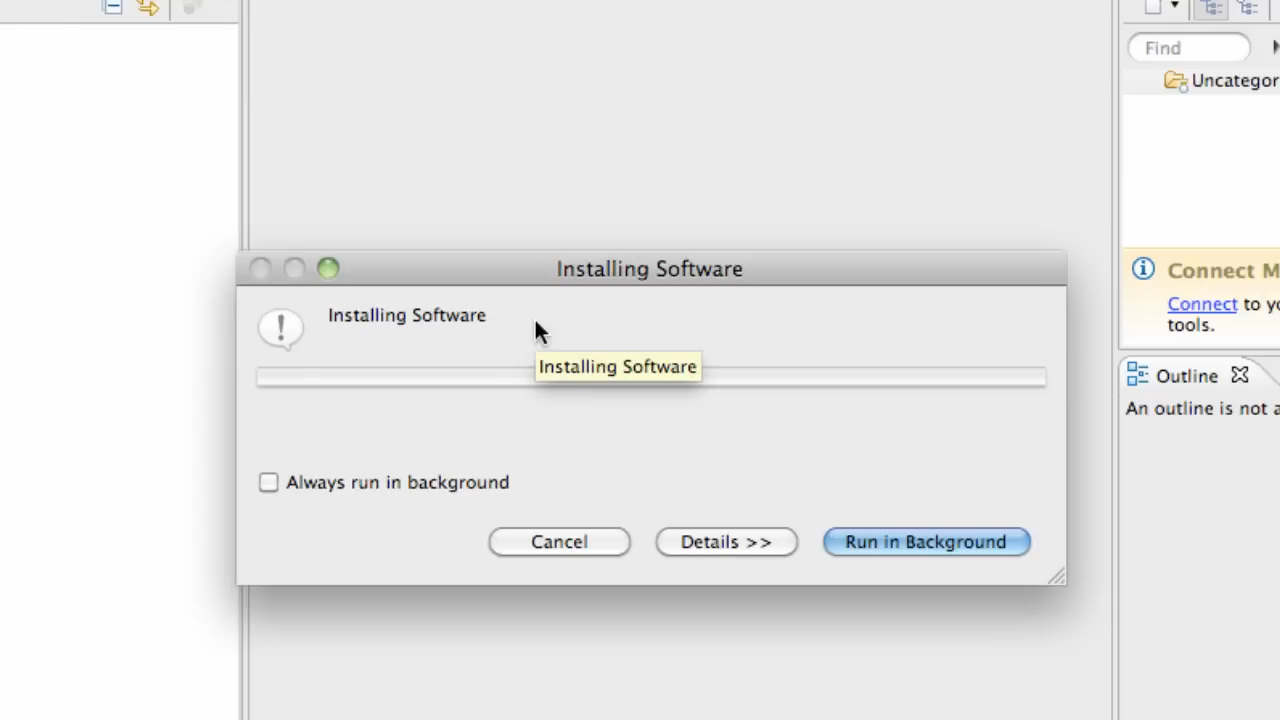 Find
Uncategor
Installing Software
Installing Software
Installing Software
Connect M
Connect to yo
tools.
Outline
An outline is not a
Always run in background
Cancel
Details >>
Run in Background